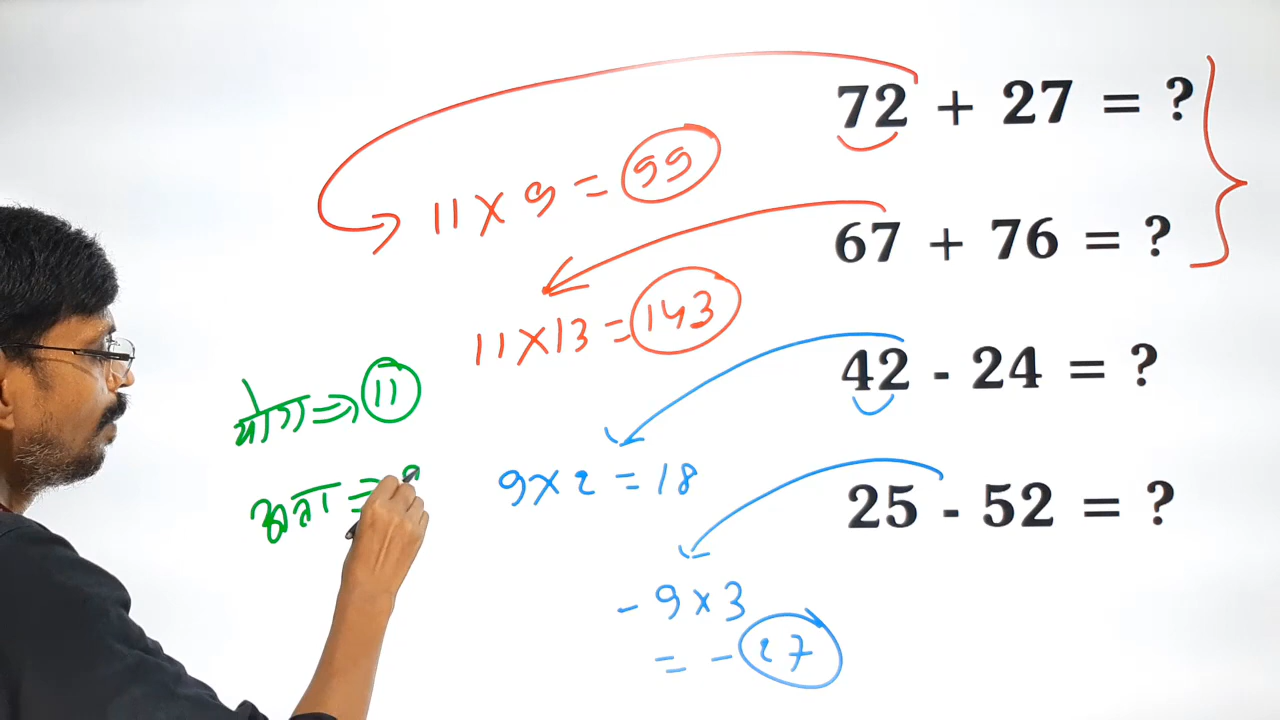 72 + 27 = ?
11 × 9 = 99
67 + 76 = ?
11 × 13 = 143
42 - 24 = ?
9 × 2 = 18
25 - 52 = ?
- 9 × 3
= - 27
⇒ 11